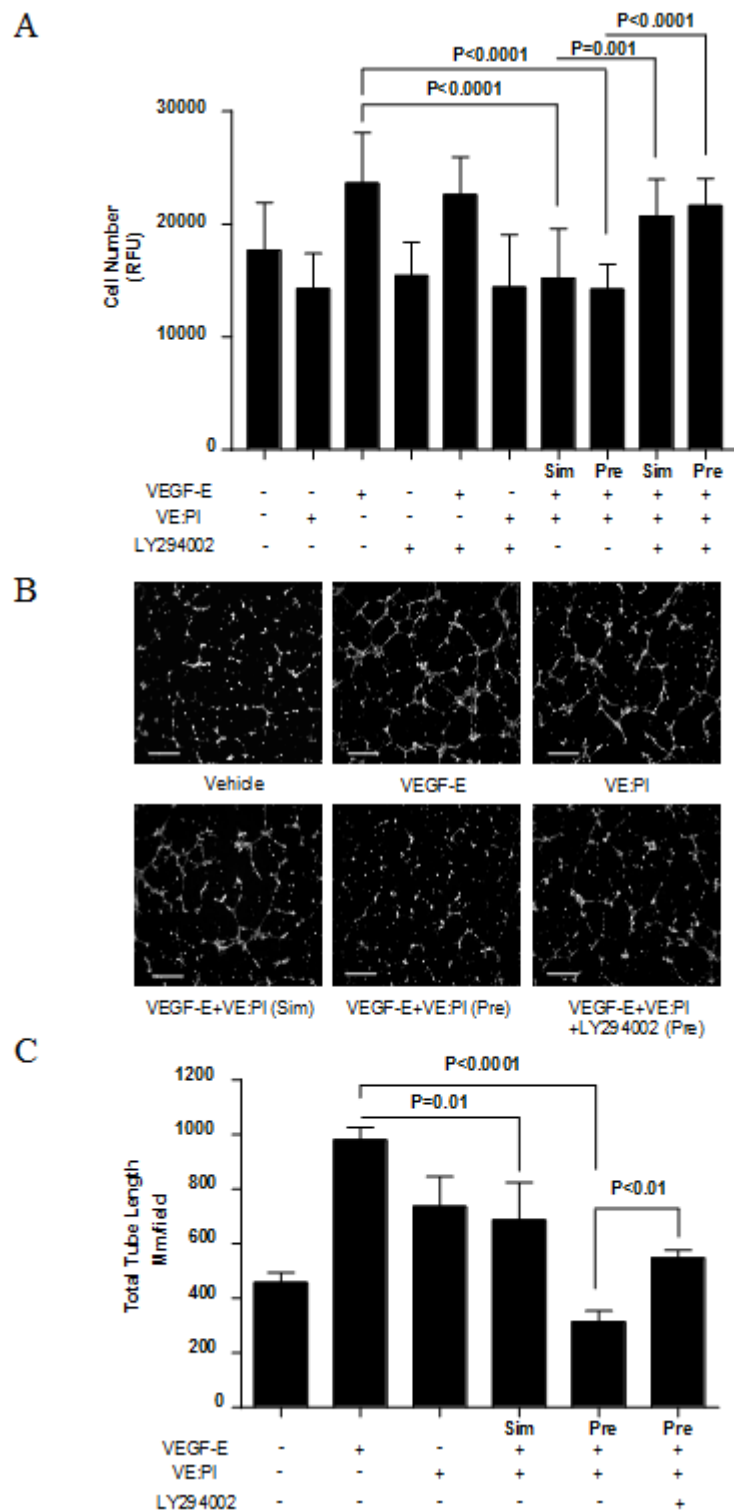 A
P<0.0001
P<0.0001 P=0.001
P<0.0001
30000
20000
10000
0
Cell Number
(RFU)
Sim Pre Sim Pre
VEGF-E - - + - + - + + + +
VE:PI - + - - - + + + + +
LY294002 - - - + + + - - + +
B
Vehicle VEGF-E VE:PI
VEGF-E+VE:PI (Sim) VEGF-E+VE:PI (Pre) VEGF-E+VE:PI
+LY294002 (Pre)
C
P<0.0001
P=0.01
P<0.01
1200
1000
800
600
400
200
0
Total Tube Length
Mm/field
Sim Pre Pre
VEGF-E - + - + + +
VE:PI - - + + + +
LY294002 - - - - - +